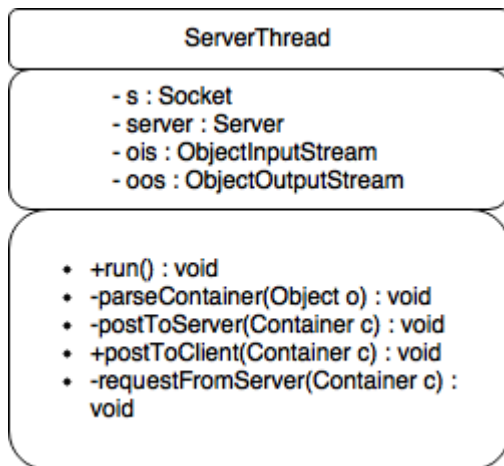 ServerThread
- s : Socket
- server : Server
- ois : ObjectInputStream
- oos : ObjectOutputStream
• +run() : void
• -parseContainer(Object o) : void
• -postToServer(Container c) : void
• +postToClient(Container c) : void
• -requestFromServer(Container c) :
void